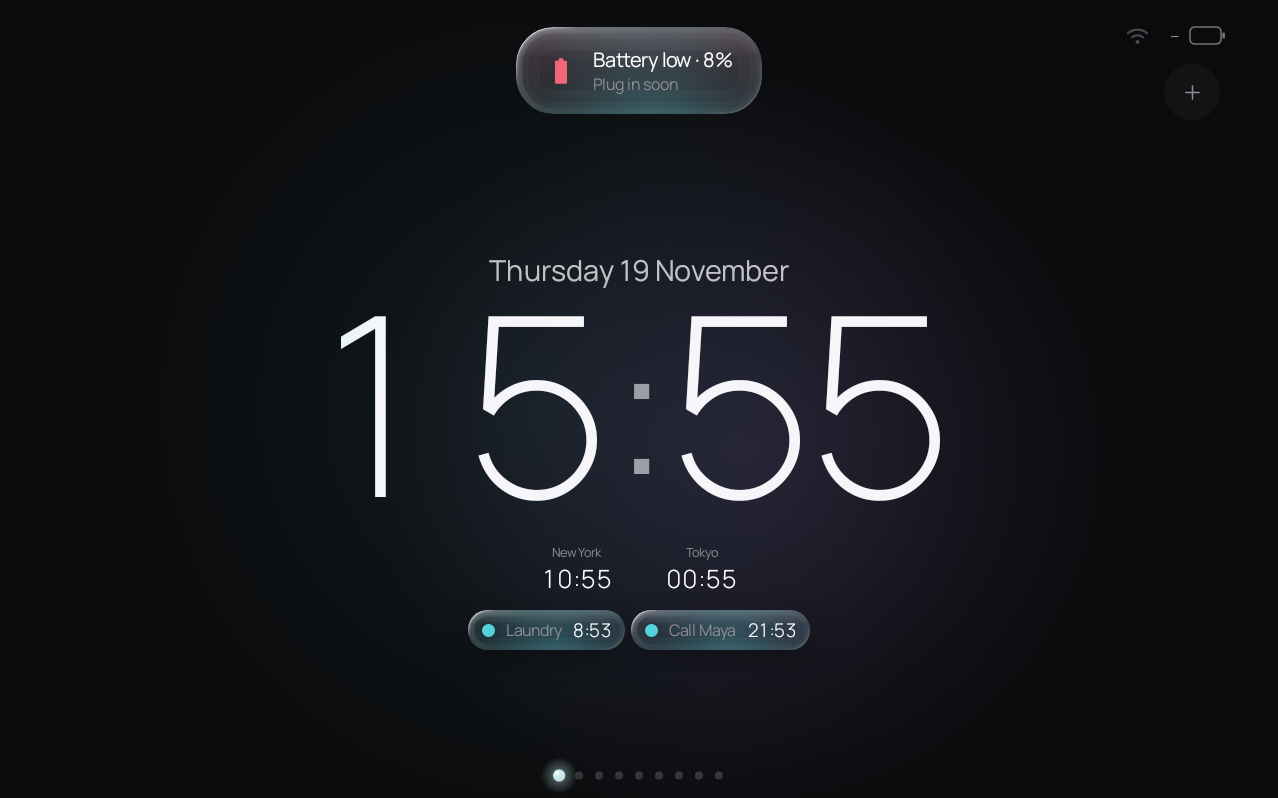 Battery low · 8%
Plug in soon
–
+
Thursday 19 November
15:55
New York Tokyo
10:55 00:55
Laundry 8:53 Call Maya 21:53